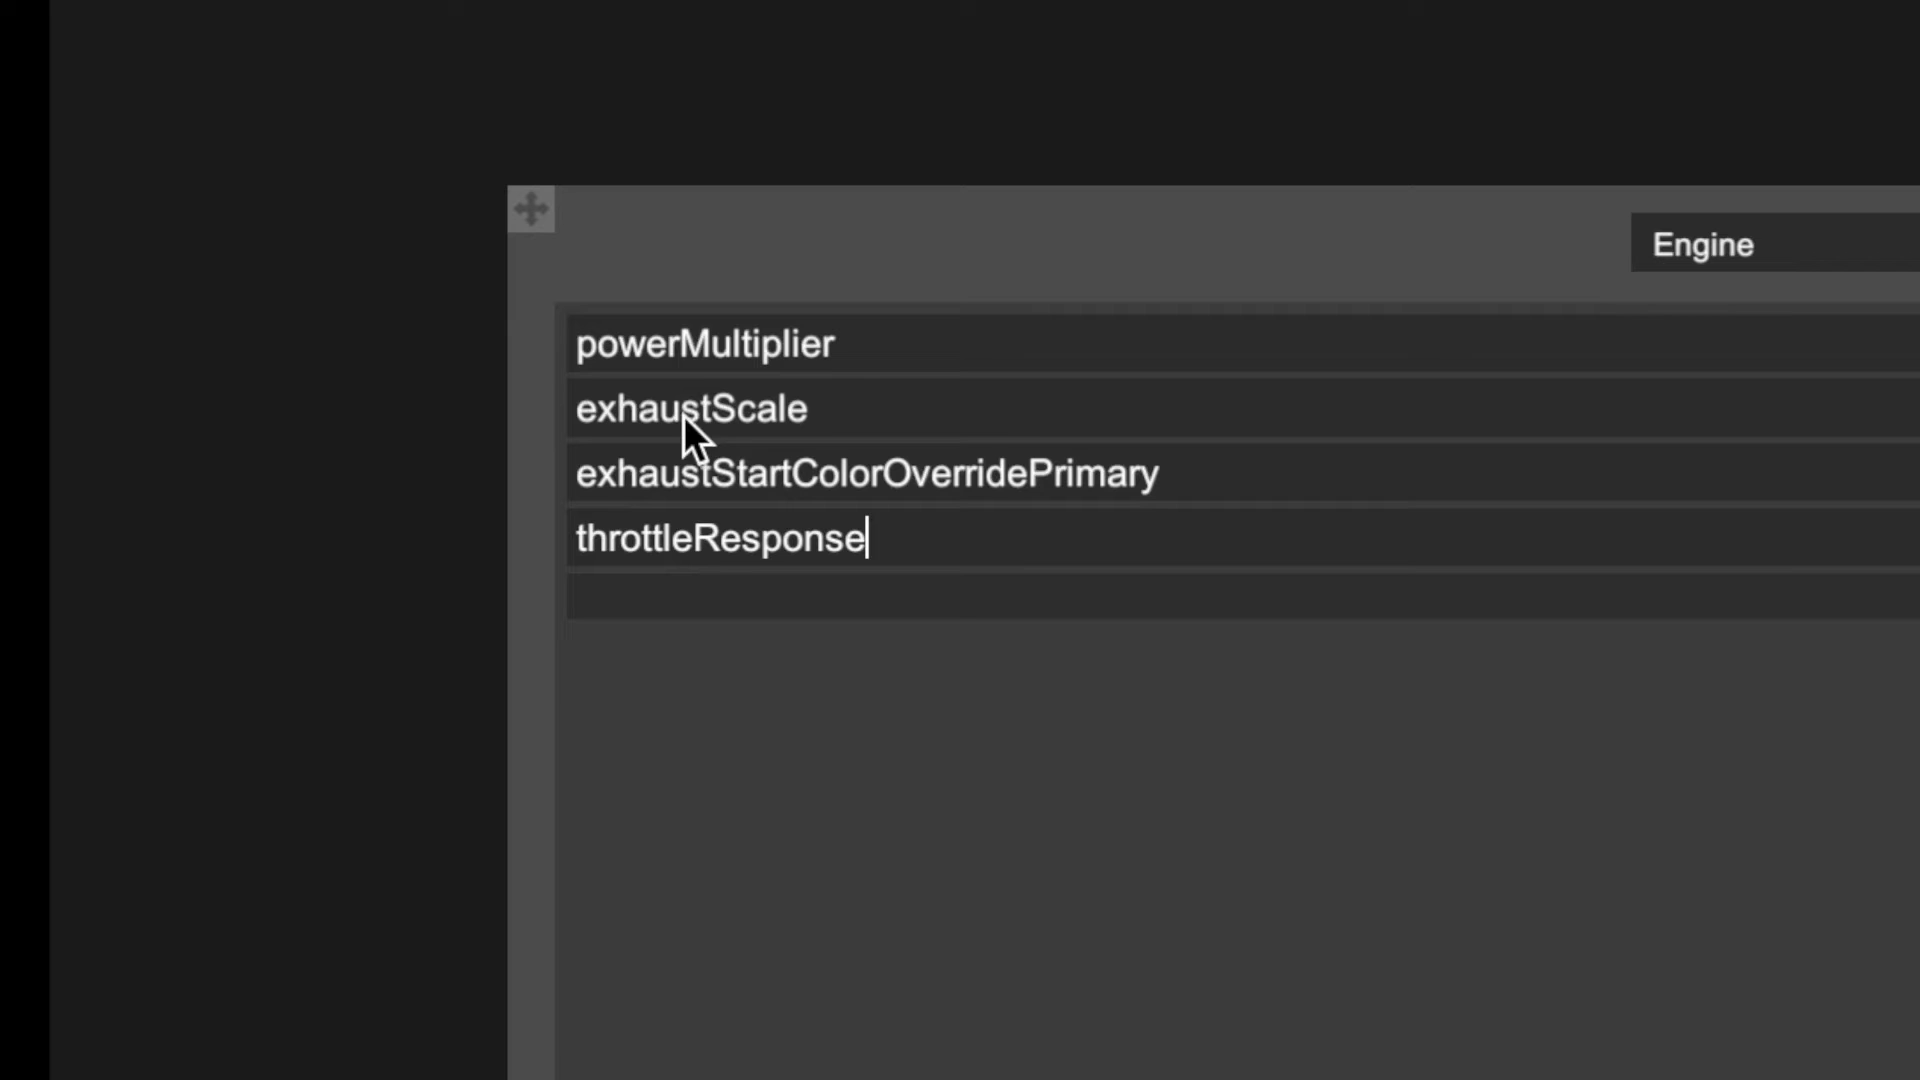 Engine
powerMultiplier
exhaustScale
exhaustStartColorOverridePrimary
throttleResponse